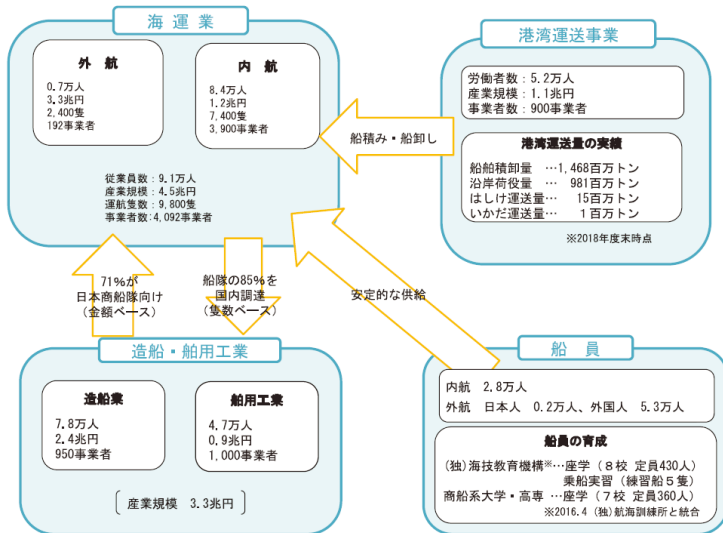 海 運 業
外 航
0.7万人
3.3兆円
2,400隻
192事業者
内 航
8.4万人
1.2兆円
7,400隻
3,900事業者
従業員数：9.1万人
産業規模：4.5兆円
運航隻数：9,800隻
事業者数：4,092事業者
港湾運送事業
労働者数：5.2万人
産業規模：1.1兆円
事業者数：900事業者
港湾運送量の実績
船舶積卸量 …1,468百万トン
沿岸荷役量 … 981百万トン
はしけ運送量… 15百万トン
いかだ運送量… 1百万トン
※2018年度末時点
船積み・船卸し
71%が
日本商船隊向け
（金額ベース）
船隊の85%を
国内調達
（隻数ベース）
安定的な供給
造船・舶用工業
造船業
7.8万人
2.4兆円
950事業者
舶用工業
4.7万人
0.9兆円
1,000事業者
産業規模 3.3兆円
船 員
内航 2.8万人
外航 日本人 0.2万人、外国人 5.3万人
船員の育成
(独)海技教育機構※…座学（８校 定員430人）
乗船実習（練習船５隻）
商船系大学・高専 …座学（７校 定員360人）
※2016.4 (独)航海訓練所と統合